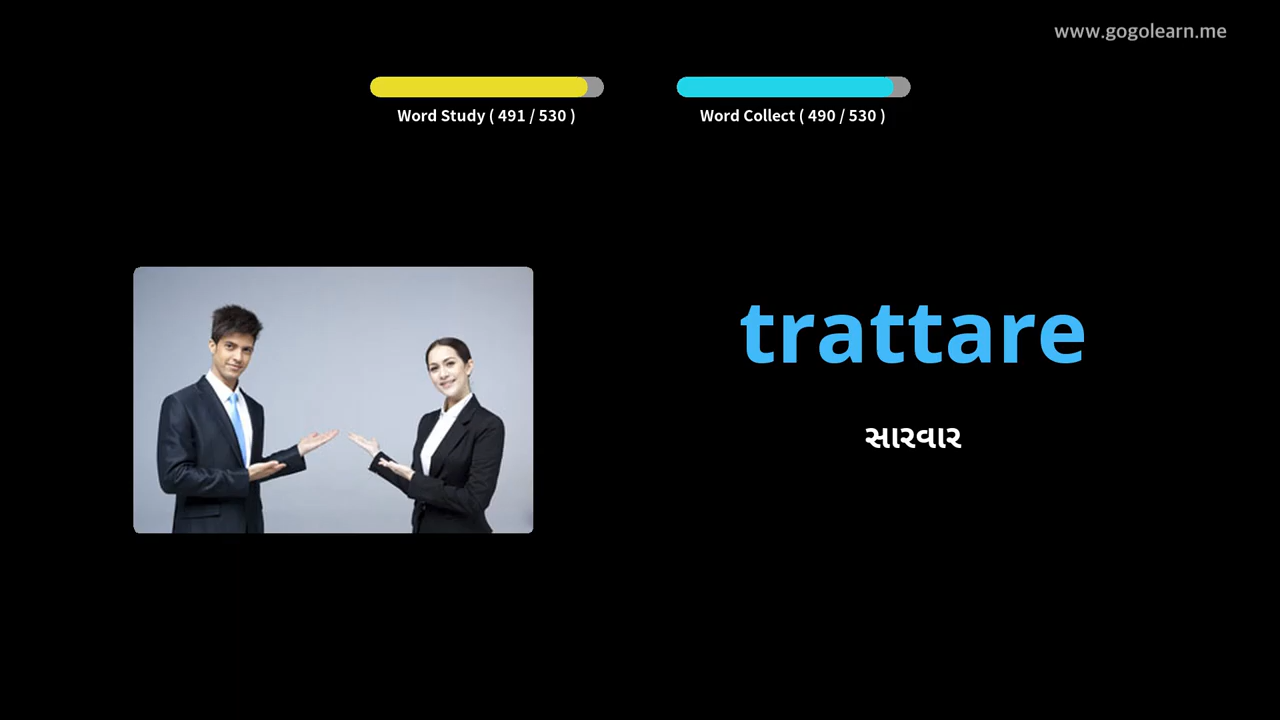 www.gogolearn.me
Word Study ( 491 / 530 )
Word Collect ( 490 / 530 )
trattare
સારવાર